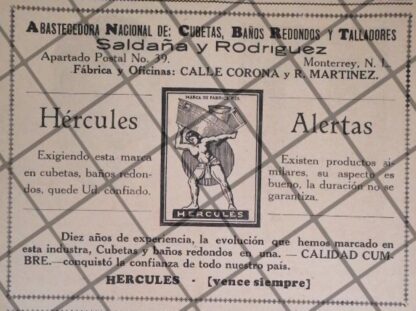 ABASTECEDORA NACIONAL DE: CUBETAS, BAÑOS REDONDOS Y TALLADORES
Saldaña y Rodríguez
Apartado Postal No. 39. Monterrey, N. L.
Fábrica y Oficinas: CALLE CORONA y R. MARTINEZ.
MARCA DE FABRICA REG.
Hércules
Exigiendo esta marca
en cubetas, baños redon-
dos, quede Ud. confiado.
HERCULES
Alertas
Existen productos si-
milares, su aspecto es
bueno, la duración no se
garantiza.
Diez años de experiencia, la evolución que hemos marcado en
esta industra, Cubetas y baños redondos en una. — CALIDAD CUM-
BRE.— conquistó la confianza de todo nuestro país.
HERCULES - [vence siempre]